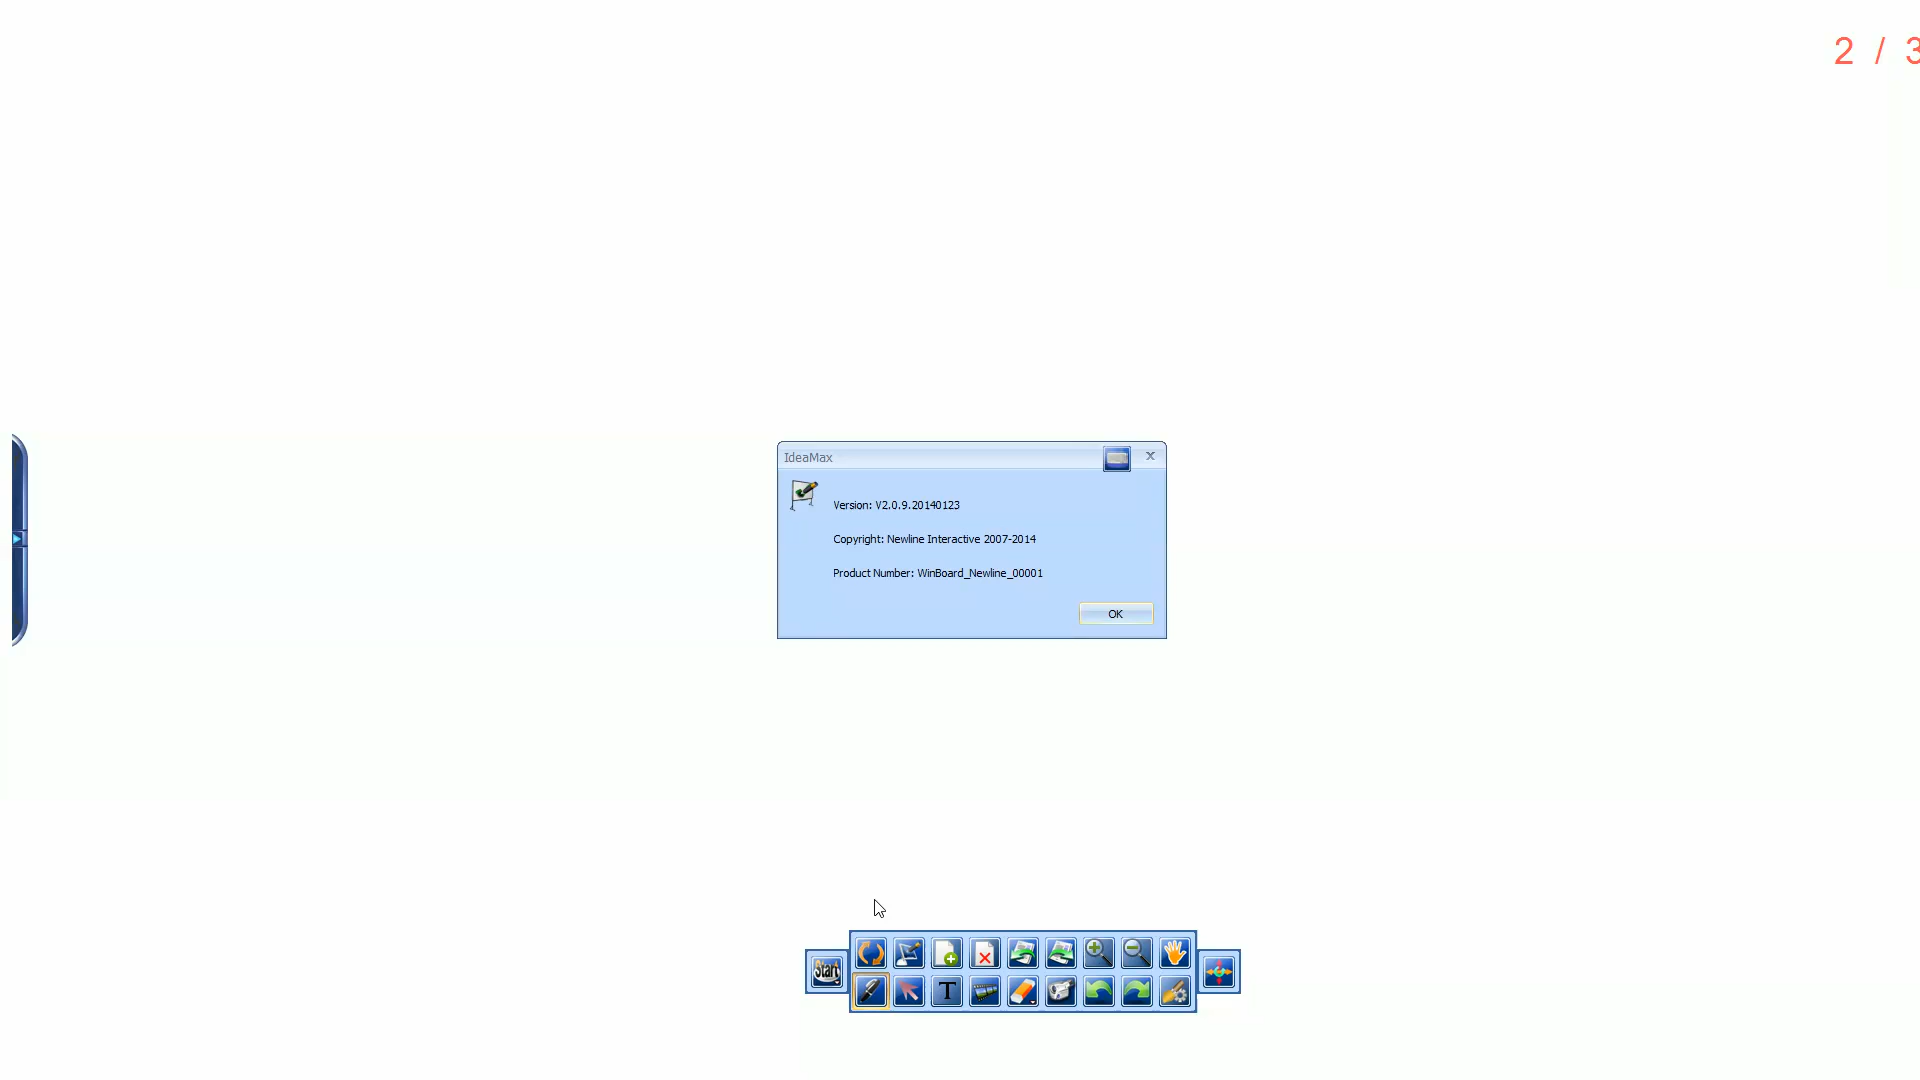 2 / 3
IdeaMax
X
Version: V2.0.9.20140123
Copyright: Newline Interactive 2007-2014
Product Number: WinBoard_Newline_00001
OK
Start
T